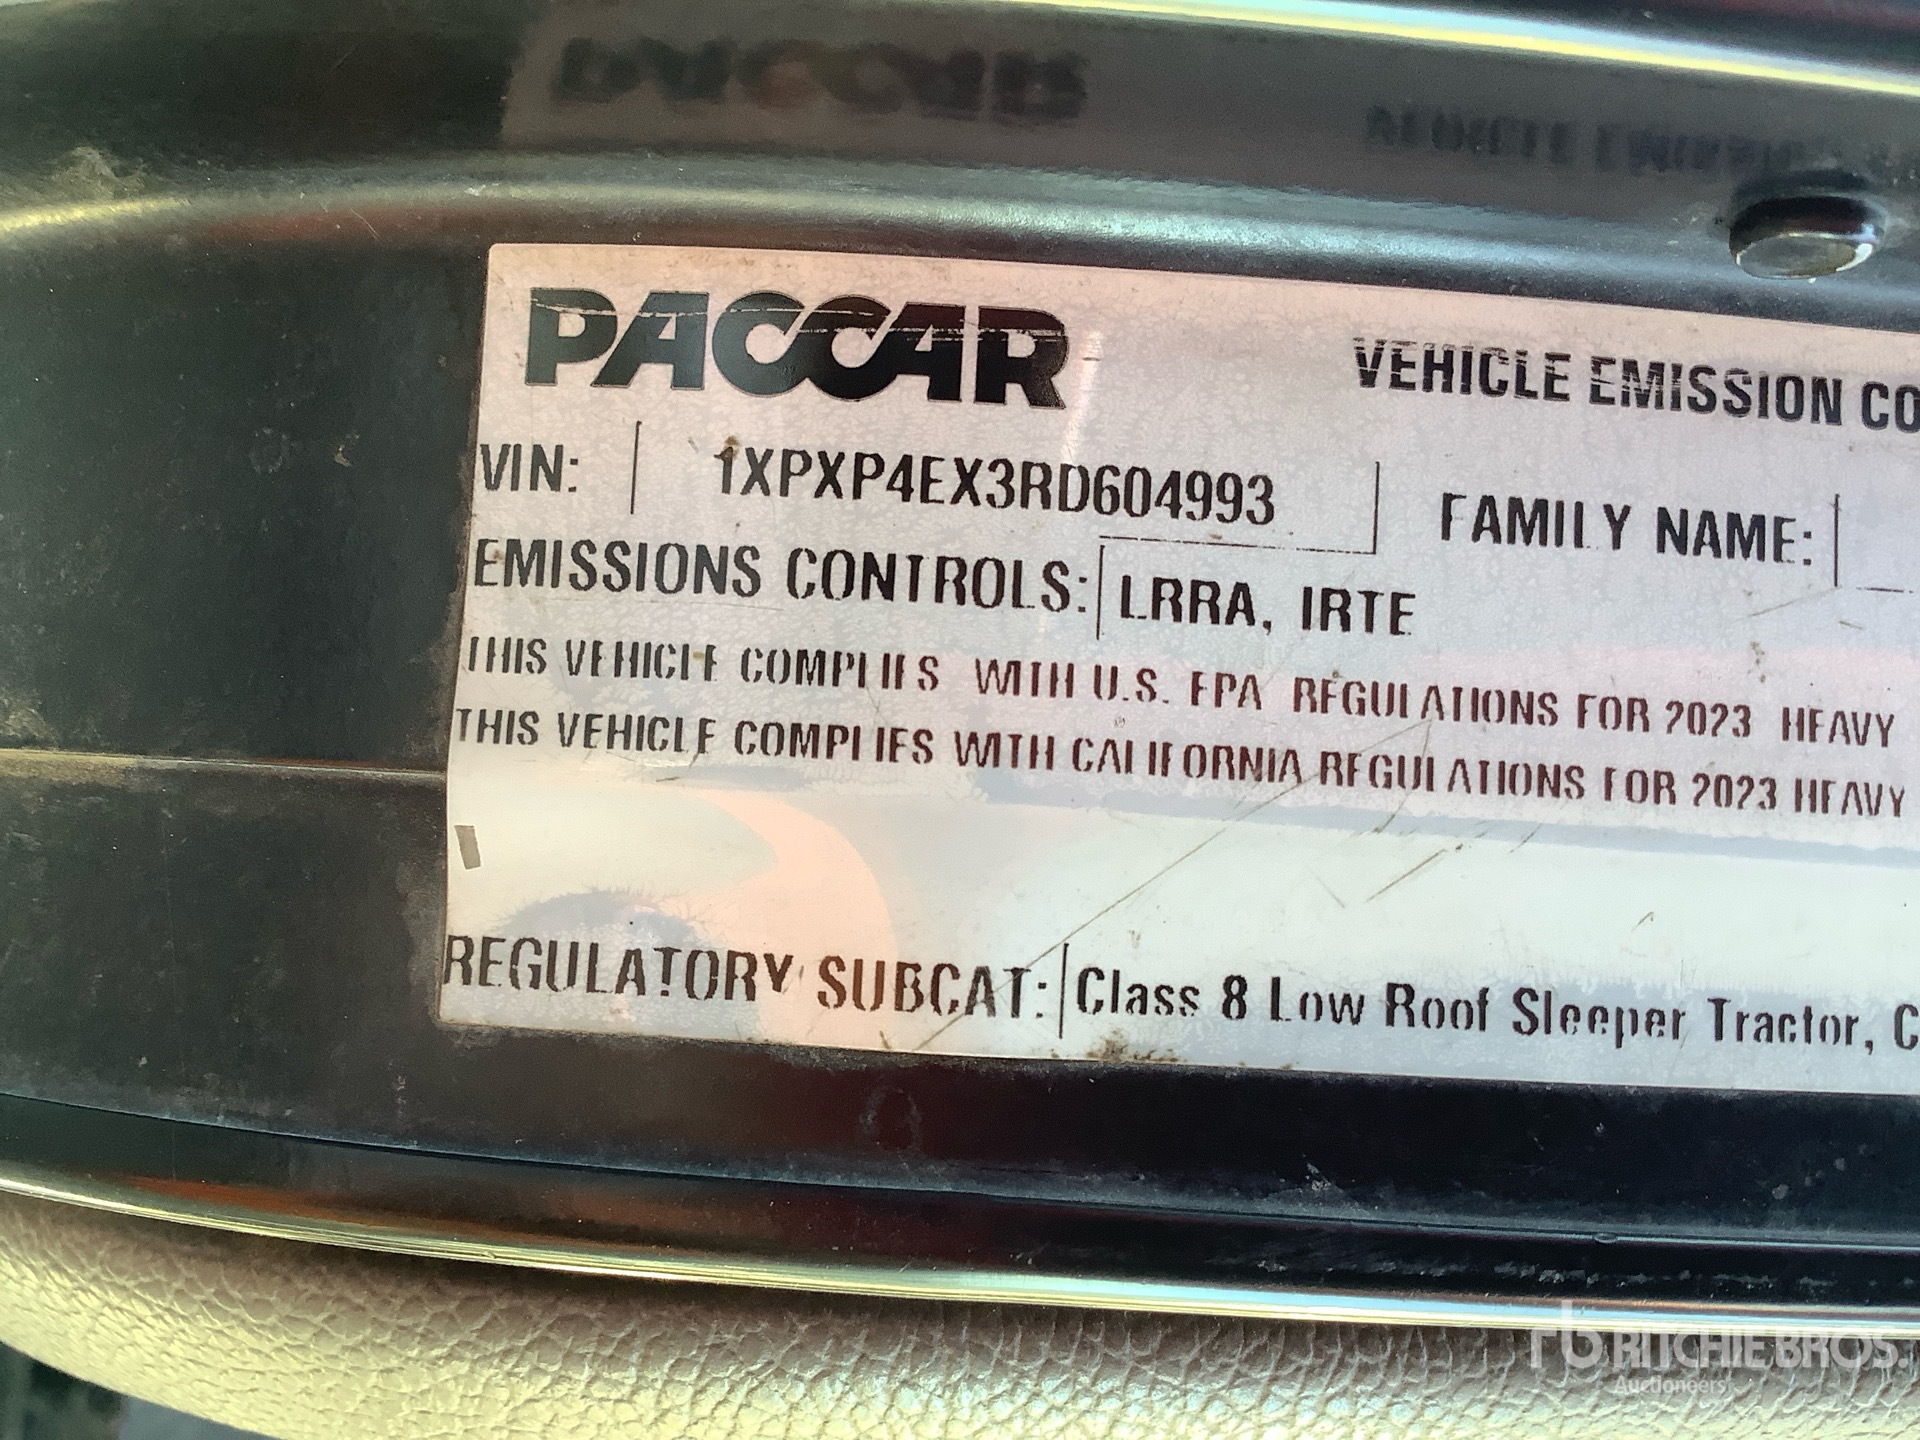 PACCAR
VEHICLE EMISSION CO
VIN: 1XPXP4EX3RD604993 FAMILY NAME:
EMISSIONS CONTROLS: LRRA, IRTE
THIS VEHICLE COMPLIES WITH U.S. EPA REGULATIONS FOR 2023 HEAVY
THIS VEHICLE COMPLIES WITH CALIFORNIA REGULATIONS FOR 2023 HEAVY
REGULATORY SUBCAT: Class 8 Low Roof Sleeper Tractor, C
rb RITCHIE BROS.
Auctioneers